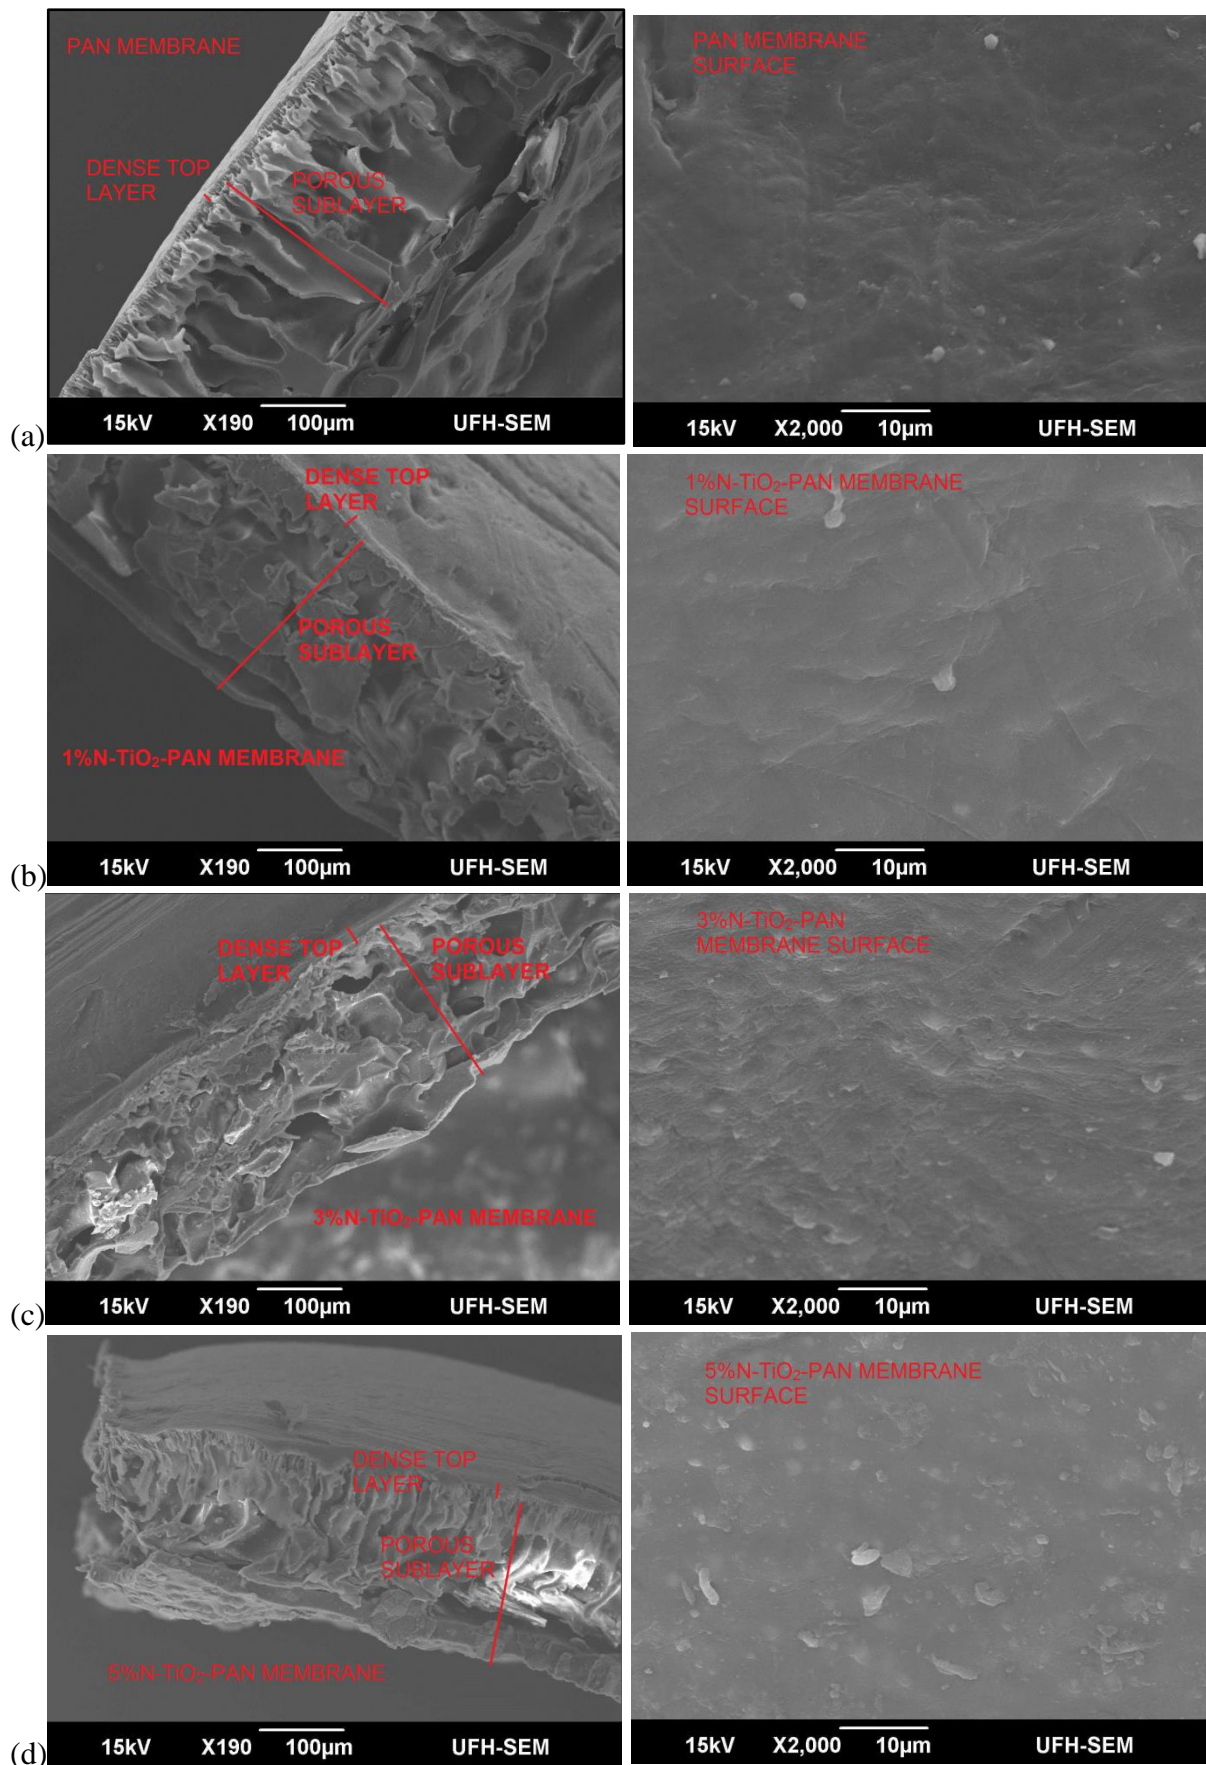 PAN MEMBRANE
DENSE TOP
LAYER
POROUS
SUBLAYER
15kV X190 100µm UFH-SEM
PAN MEMBRANE
SURFACE
15kV X2,000 10µm UFH-SEM
(a)
DENSE TOP
LAYER
POROUS
SUBLAYER
1%N-TiO₂-PAN MEMBRANE
15kV X190 100µm UFH-SEM
1%N-TiO₂-PAN MEMBRANE
SURFACE
15kV X2,000 10µm UFH-SEM
(b)
DENSE TOP
LAYER
POROUS
SUBLAYER
3%N-TiO₂-PAN MEMBRANE
15kV X190 100µm UFH-SEM
3%N-TiO₂-PAN
MEMBRANE SURFACE
15kV X2,000 10µm UFH-SEM
(c)
DENSE TOP
LAYER
POROUS
SUBLAYER
5%N-TiO₂-PAN MEMBRANE
15kV X190 100µm UFH-SEM
5%N-TiO₂-PAN MEMBRANE
SURFACE
15kV X2,000 10µm UFH-SEM
(d)